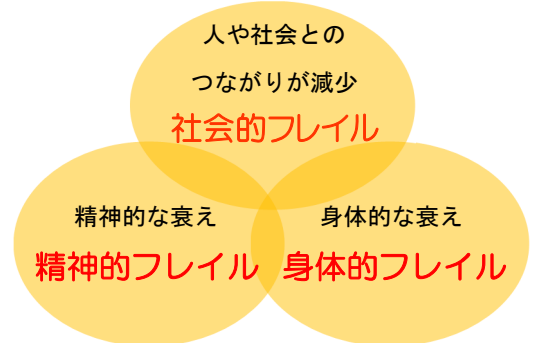 人や社会との
つながりが減少
社会的フレイル
精神的な衰え
精神的フレイル
身体的な衰え
身体的フレイル